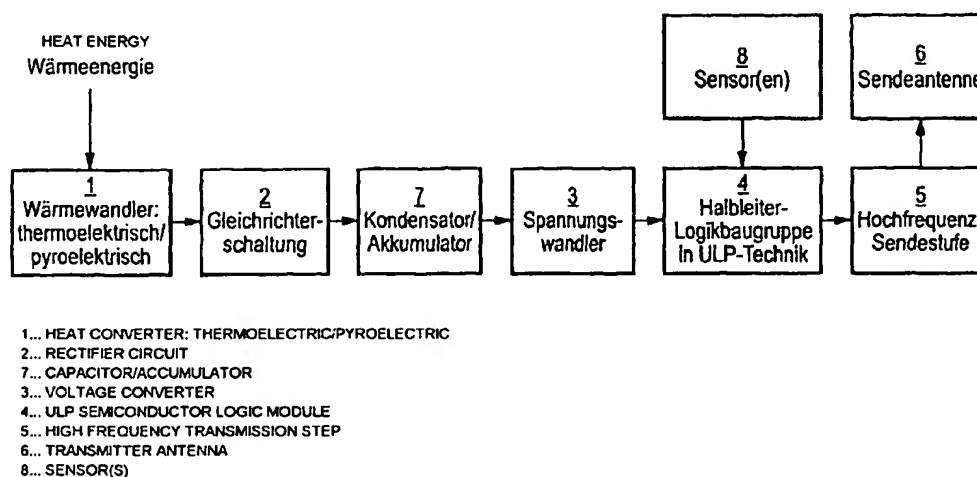 HEAT ENERGY
Wärmeenergie
8
Sensor(en)
6
Sendeantenne
1
Wärmewandler:
thermoelektrisch/
pyroelektrisch
2
Gleichrichter-
schaltung
7
Kondensator/
Akkumulator
3
Spannungs-
wandler
4
Halbleiter-
Logikbaugruppe
in ULP-Technik
5
Hochfrequenz
Sendestufe
1... HEAT CONVERTER: THERMOELECTRIC/PYROELECTRIC
2... RECTIFIER CIRCUIT
7... CAPACITOR/ACCUMULATOR
3... VOLTAGE CONVERTER
4... ULP SEMICONDUCTOR LOGIC MODULE
5... HIGH FREQUENCY TRANSMISSION STEP
6... TRANSMITTER ANTENNA
8... SENSOR(S)